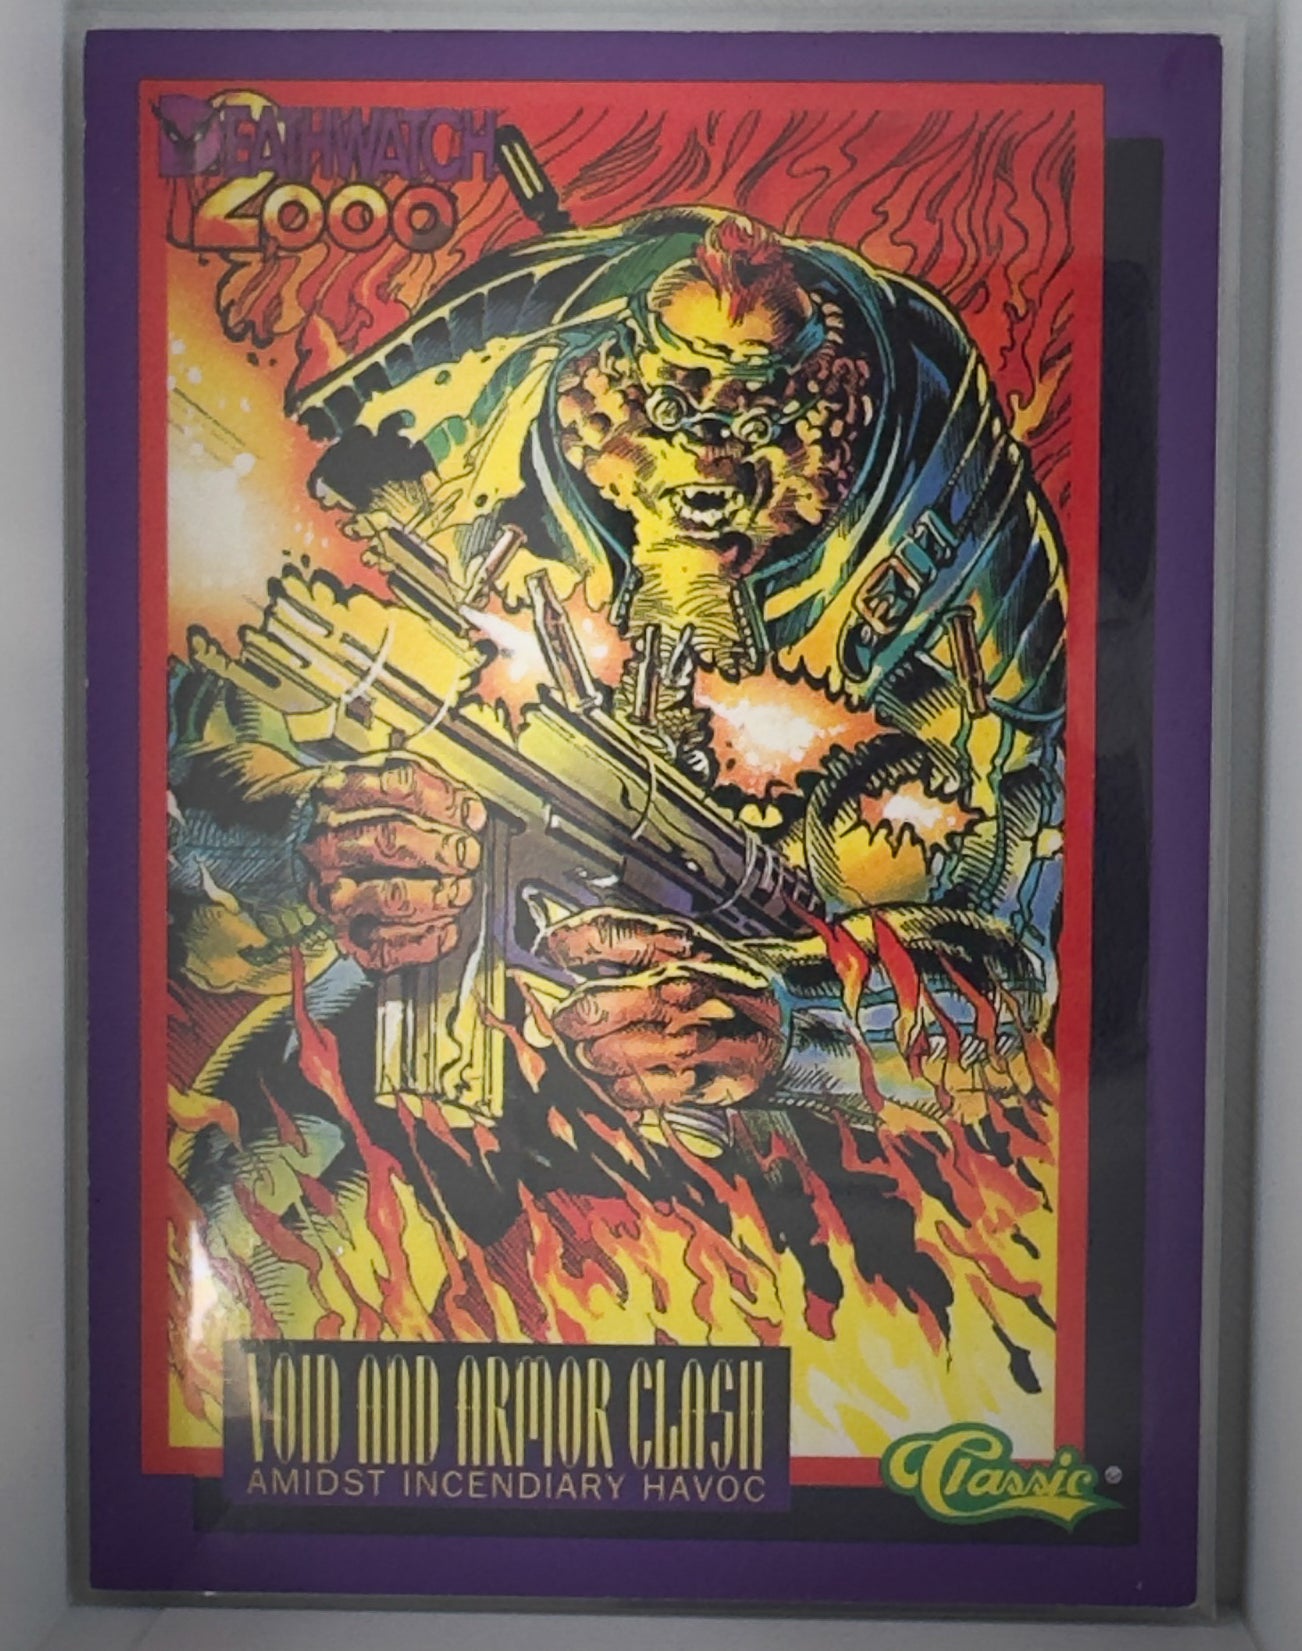 DEATHWATCH
2000
VOID AND ARMOR CLASH
AMIDST INCENDIARY HAVOC
Classic